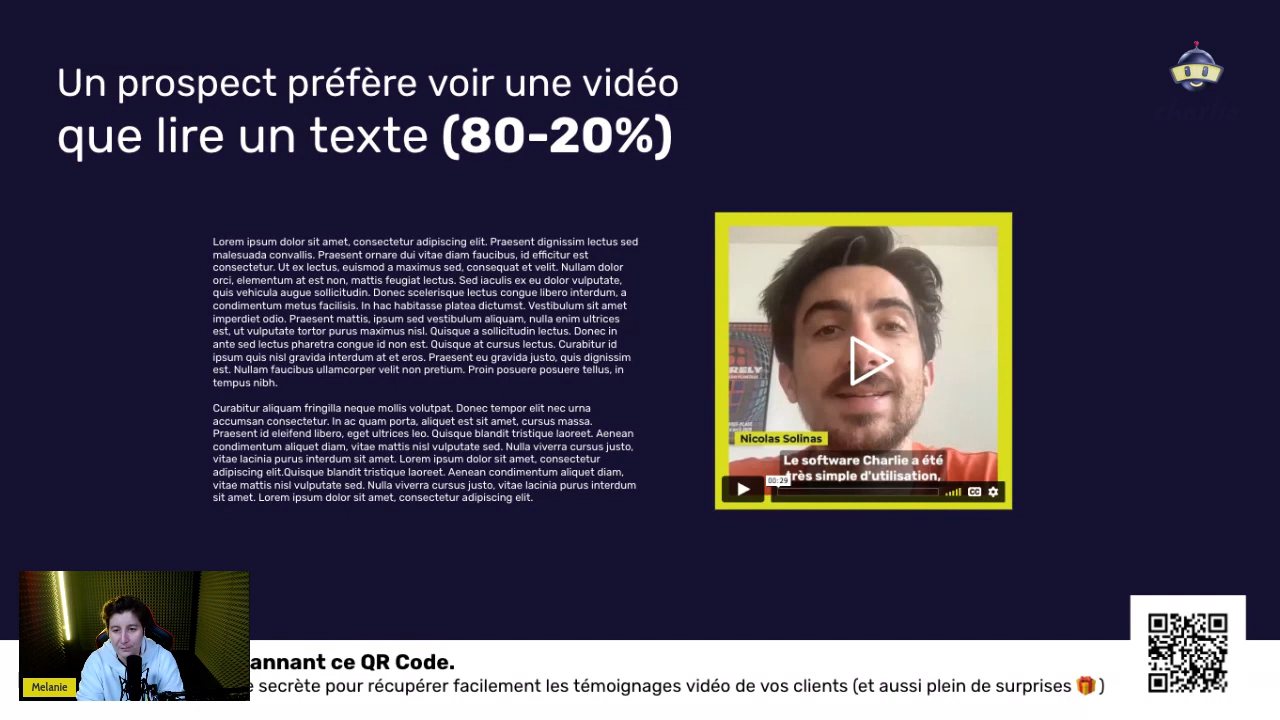 Un prospect préfère voir une vidéo
que lire un texte (80-20%)
Lorem ipsum dolor sit amet, consectetur adipiscing elit. Praesent dignissim lectus sed
malesuada convallis. Praesent ornare dui vitae diam faucibus, id efficitur est
consectetur. Ut ex lectus, euismod a maximus sed, consequat et velit. Nullam dolor
orci, elementum at est non, mattis feugiat lectus. Sed iaculis ex eu dolor vulputate,
quis vehicula augue sollicitudin. Donec scelerisque lectus congue libero interdum, a
condimentum metus facilisis. In hac habitasse platea dictumst. Vestibulum sit amet
imperdiet odio. Praesent mattis, ipsum sed vestibulum aliquam, nulla enim ultrices
est, ut vulputate tortor purus maximus nisl. Quisque a sollicitudin lectus. Donec in
ante sed lectus pharetra congue id non est. Quisque at cursus lectus. Curabitur id
ipsum quis nisl gravida interdum at et eros. Praesent eu gravida justo, quis dignissim
est. Nullam faucibus ullamcorper velit non pretium. Proin posuere posuere tellus, in
tempus nibh.
Curabitur aliquam fringilla neque mollis volutpat. Donec tempor elit nec urna
accumsan consectetur. In ac quam porta, aliquet est sit amet, cursus massa.
Praesent id eleifend libero, eget ultrices leo. Quisque blandit tristique laoreet. Aenean
condimentum aliquet diam, vitae mattis nisl vulputate sed. Nulla viverra cursus justo,
vitae lacinia purus interdum sit amet. Lorem ipsum dolor sit amet, consectetur
adipiscing elit.Quisque blandit tristique laoreet. Aenean condimentum aliquet diam,
vitae mattis nisl vulputate sed. Nulla viverra cursus justo, vitae lacinia purus interdum
sit amet. Lorem ipsum dolor sit amet, consectetur adipiscing elit.
RELY
Nicolas Solinas
Le software Charlie a été
très simple d'utilisation,
00:29
CC
Melanie
annant ce QR Code.
e secrète pour récupérer facilement les témoignages vidéo de vos clients (et aussi plein de surprises 🎁)